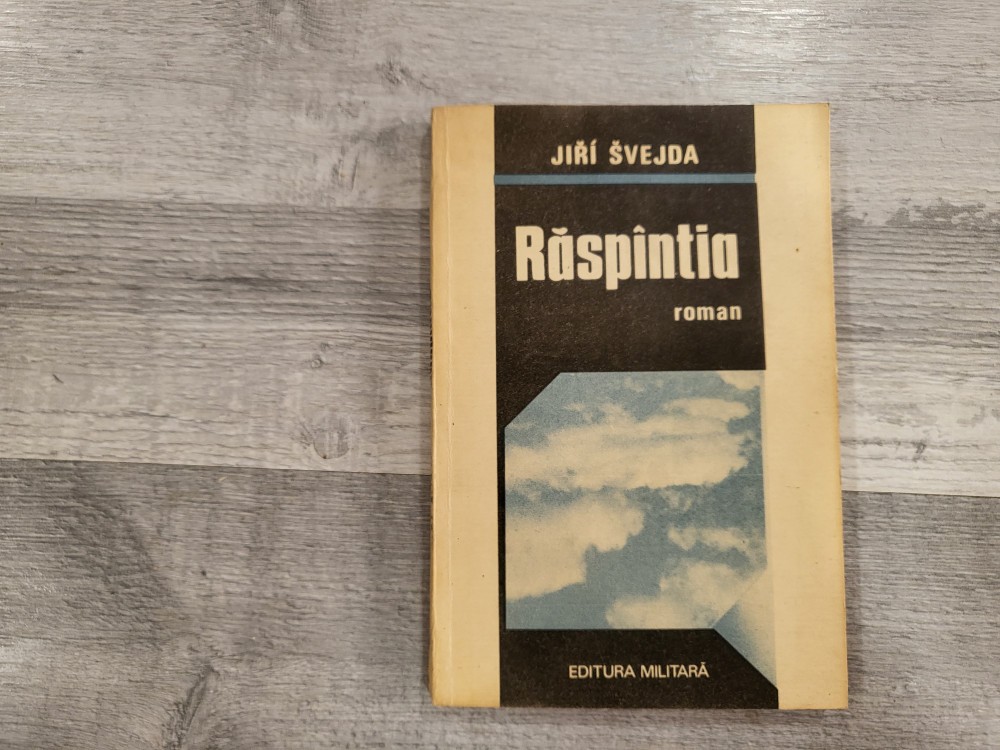 JIŘÍ ŠVEJDA
Răspîntia
roman
EDITURA MILITARĂ